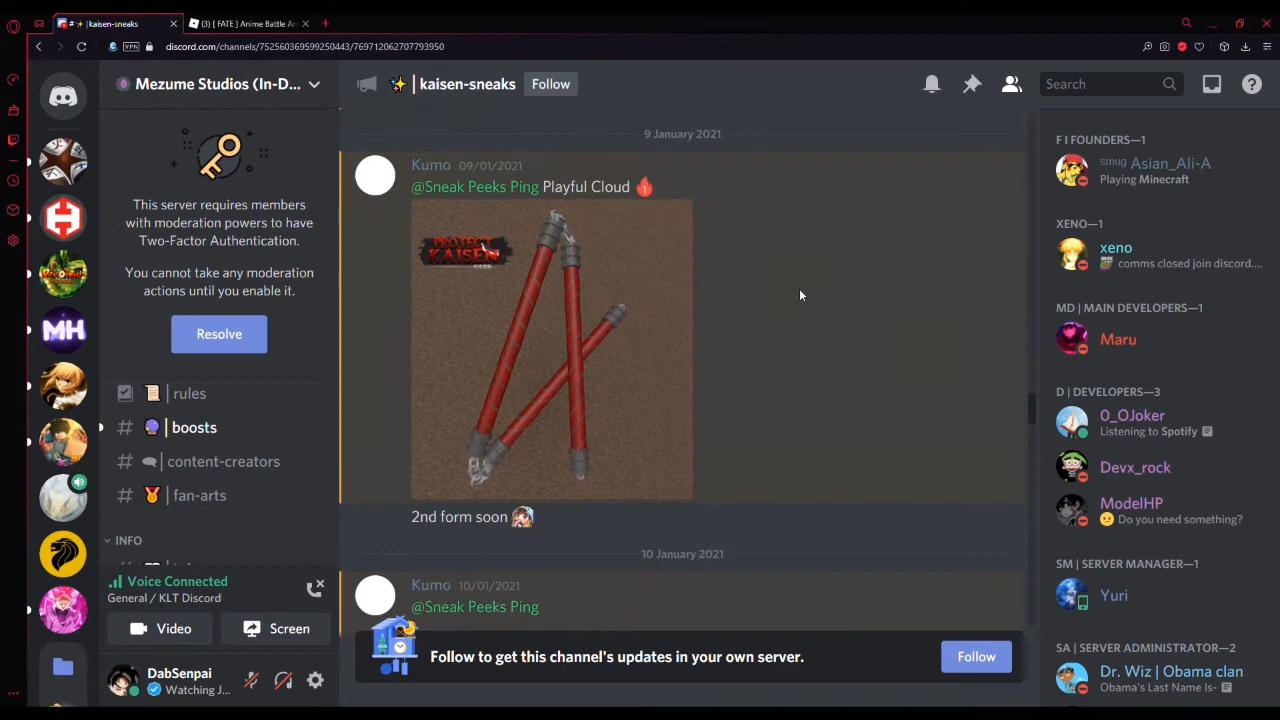 # ✨ | kaisen-sneaks
(3) [ FATE ] Anime Battle Ar
VPN
discord.com/channels/752560369599250443/769712062707793950
Mezume Studios (In-D...
✨ | kaisen-sneaks
Follow
Search
This server requires members
with moderation powers to have
Two-Factor Authentication.
You cannot take any moderation
actions until you enable it.
Resolve
📜 | rules
🔮 | boosts
💬 | content-creators
🏅 | fan-arts
INFO
Voice Connected
General / KLT Discord
Video
Screen
DabSenpai
Watching J...
MH
9 January 2021
Kumo 09/01/2021
@Sneak Peeks Ping Playful Cloud 🔥
PROJECT
KAISEN
2nd form soon
10 January 2021
Kumo 10/01/2021
@Sneak Peeks Ping
Follow to get this channel's updates in your own server.
Follow
F I FOUNDERS—1
smug Asian_Ali-A
Playing Minecraft
XENO—1
xeno
comms closed join discord....
MD | MAIN DEVELOPERS—1
Maru
D | DEVELOPERS—3
0_OJoker
Listening to Spotify
Devx_rock
ModelHP
😕 Do you need something?
SM | SERVER MANAGER—1
Yuri
SA | SERVER ADMINISTRATOR—2
Dr. Wiz | Obama clan
Obama's Last Name Is-